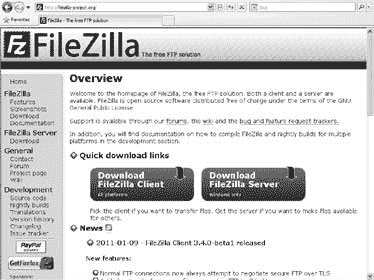 http://filezilla-project.org/
FileZilla - The free FTP solution
Favorites
FileZilla The free FTP solution
Home
FileZilla
Features
Screenshots
Download
Documentation
FileZilla Server
Download
General
Contact
Forum
Project page
Wiki
Development
Source code
Nightly builds
Translations
Version history
Changelog
Issue tracker
PayPal
GetFirefox
Overview
Welcome to the homepage of FileZilla, the free FTP solution. Both a client and a server are
available. FileZilla is open source software distributed free of charge under the terms of the GNU
General Public License
Support is available through our forums, the wiki and the bug and feature request trackers.
In addition, you will find documentation on how to compile FileZilla and nightly builds for multiple
platforms in the development section.
Quick download links
Download
FileZilla Client
All platforms
Download
FileZilla Server
Windows only
Pick the client if you want to transfer files. Get the server if you want to make files available
for others.
News
2011-01-09 - FileZilla Client 3.4.0-beta1 released
New features:
Normal FTP connections now always attempt to negotiate secure FTP over TLS